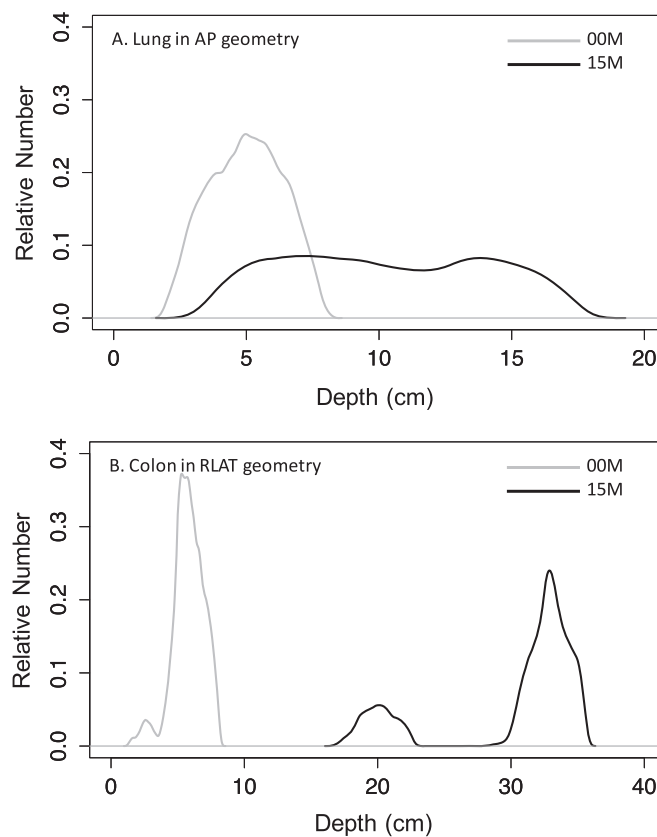 A. Lung in AP geometry
00M
15M
Relative Number
0.4
0.3
0.2
0.1
0.0
0 5 10 15 20
Depth (cm)
B. Colon in RLAT geometry
00M
15M
Relative Number
0.4
0.3
0.2
0.1
0.0
0 10 20 30 40
Depth (cm)